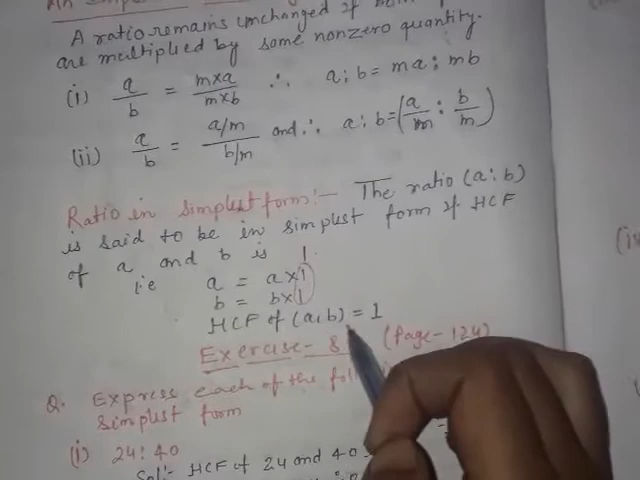 An
A ratio remains unchanged if
are multiplied by some nonzero quantity.
(i) a/b = m×a/m×b ∴ a:b = ma:mb
(ii) a/b = a/m/b/m and ∴ a:b = (a/m : b/m)
Ratio in simplest form:- The ratio (a:b)
is said to be in simplest form if HCF
of a and b is 1.
i.e a = a×1
b = b×1
HCF of (a,b) = 1
Exercise- 8 (Page-124)
Q. Express each of the
simplest form
(i) 24:40
Sol:- HCF of 24 and 40